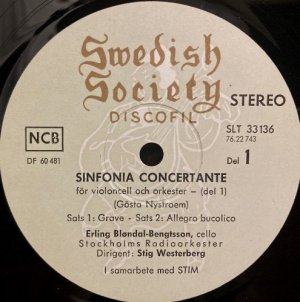 Swedish
Society
DISCOFIL
STEREO
NCB
SLT 33136
76.22 743
DF 60 481
Del 1
SINFONIA CONCERTANTE
för violoncell och orkester – (del 1)
(Gösta Nystroem)
Sats 1: Grave - Sats 2: Allegro bucolico
Erling Bløndal-Bengtsson, cello
Stockholms Radioorkester
Dirigent: Stig Westerberg
I samarbete med STIM